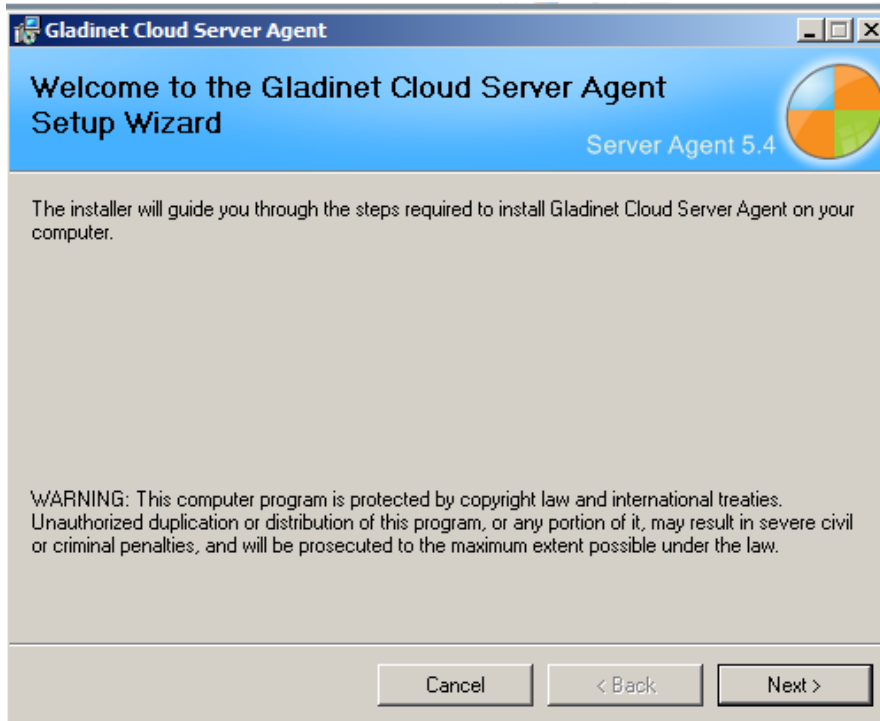 Gladinet Cloud Server Agent
Welcome to the Gladinet Cloud Server Agent
Setup Wizard
Server Agent 5.4
The installer will guide you through the steps required to install Gladinet Cloud Server Agent on your
computer.
WARNING: This computer program is protected by copyright law and international treaties.
Unauthorized duplication or distribution of this program, or any portion of it, may result in severe civil
or criminal penalties, and will be prosecuted to the maximum extent possible under the law.
Cancel
< Back
Next >